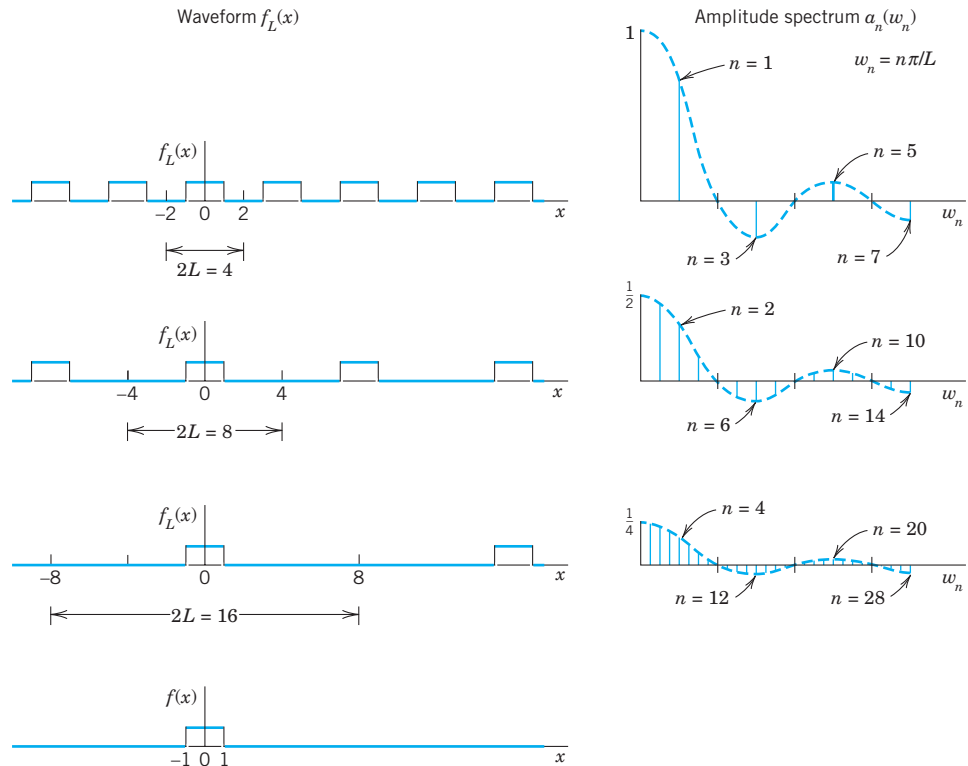 Waveform f_L(x)
Amplitude spectrum a_n(w_n)
w_n = nπ/L
1
n = 1
n = 5
n = 3
n = 7
w_n
f_L(x)
−2 0 2 x
2L = 4
1/2
n = 2
n = 10
n = 6
n = 14
w_n
f_L(x)
−4 0 4 x
2L = 8
1/4
n = 4
n = 20
n = 12
n = 28
w_n
f_L(x)
−8 0 8 x
2L = 16
f(x)
−1 0 1 x